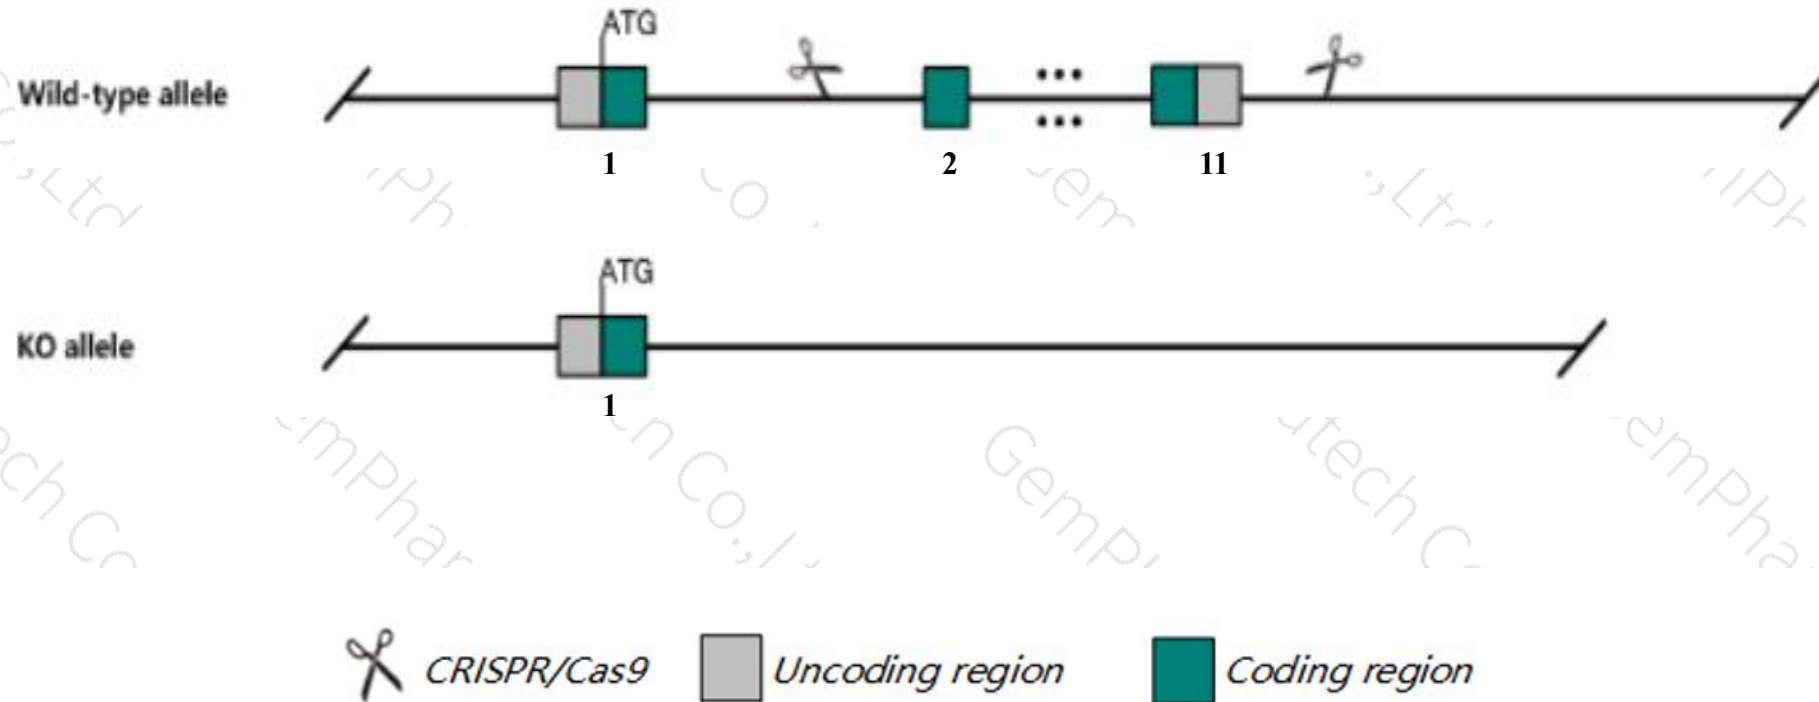 ATG
Wild-type allele
1 2 11
ATG
KO allele
1
CRISPR/Cas9 Uncoding region Coding region